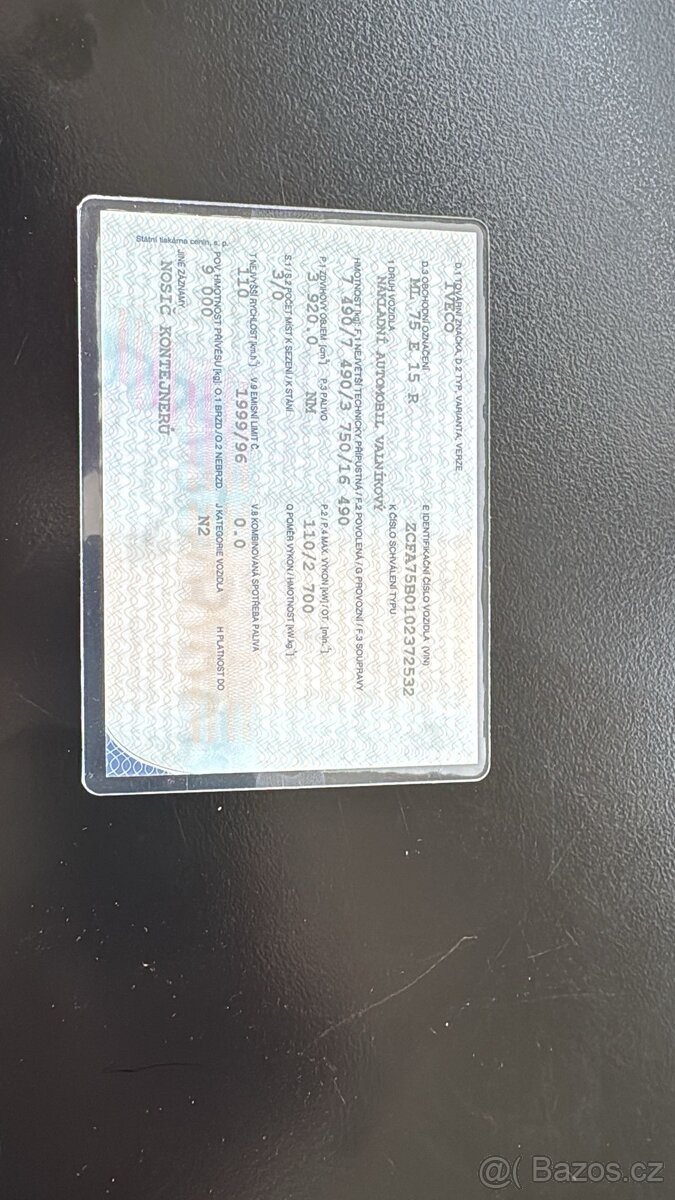 D.1 TOVÁRNÍ ZNAČKA, D.2 TYP, VARIANTA, VERZE
IVECO
D.3 OBCHODNÍ OZNAČENÍ E IDENTIFIKAČNÍ ČÍSLO VOZIDLA (VIN)
ML 75 E 15 R ZCFA75B0102372532
1 DRUH VOZIDLA K ČÍSLO SCHVÁLENÍ TYPU
NÁKLADNÍ AUTOMOBIL VALNÍKOVÝ
HMOTNOST [kg]: F.1 NEJVĚTŠÍ TECHNICKY PŘÍPUSTNÁ / F.2 POVOLENÁ / G PROVOZNÍ / F.3 SOUPRAVY
7 490/7 490/3 750/16 490
P.1 ZDVIHOVÝ OBJEM [cm³] P.3 PALIVO P.2 / P.4 MAX. VÝKON [kW] / OT. [min.⁻¹]
3 920.0 NM 110/2 700
S.1 / S.2 POČET MÍST K SEZENÍ / K STÁNÍ Q POMĚR VÝKON / HMOTNOST [kW.kg⁻¹]
3/0
T NEJVYŠŠÍ RYCHLOST [km.h⁻¹] V.9 EMISNÍ LIMIT Č. V.8 KOMBINOVANÁ SPOTŘEBA PALIVA
110 1999/96 0.0
POV. HMOTNOST PŘÍVĚSU [kg]: O.1 BRZD./O.2 NEBRZD. J KATEGORIE VOZIDLA H PLATNOST DO
9 000 N2
JINÉ ZÁZNAMY
NOSIČ KONTEJNERŮ
Státní tiskárna cenin, s. p.
@( Bazos.cz